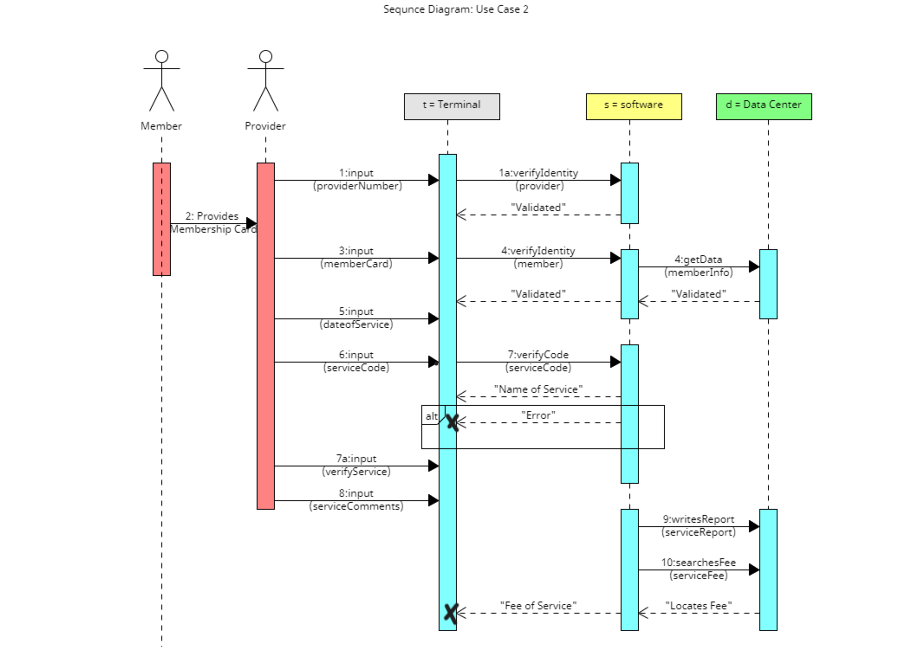 Sequnce Diagram: Use Case 2
Member
Provider
t = Terminal
s = software
d = Data Center
1:input
(providerNumber)
1a:verifyIdentity
(provider)
"Validated"
2: Provides
Membership Card
3:input
(memberCard)
4:verifyIdentity
(member)
4:getData
(memberInfo)
"Validated"
"Validated"
5:input
(dateofService)
6:input
(serviceCode)
7:verifyCode
(serviceCode)
"Name of Service"
alt
"Error"
7a:input
(verifyService)
8:input
(serviceComments)
9:writesReport
(serviceReport)
10:searchesFee
(serviceFee)
"Fee of Service"
"Locates Fee"